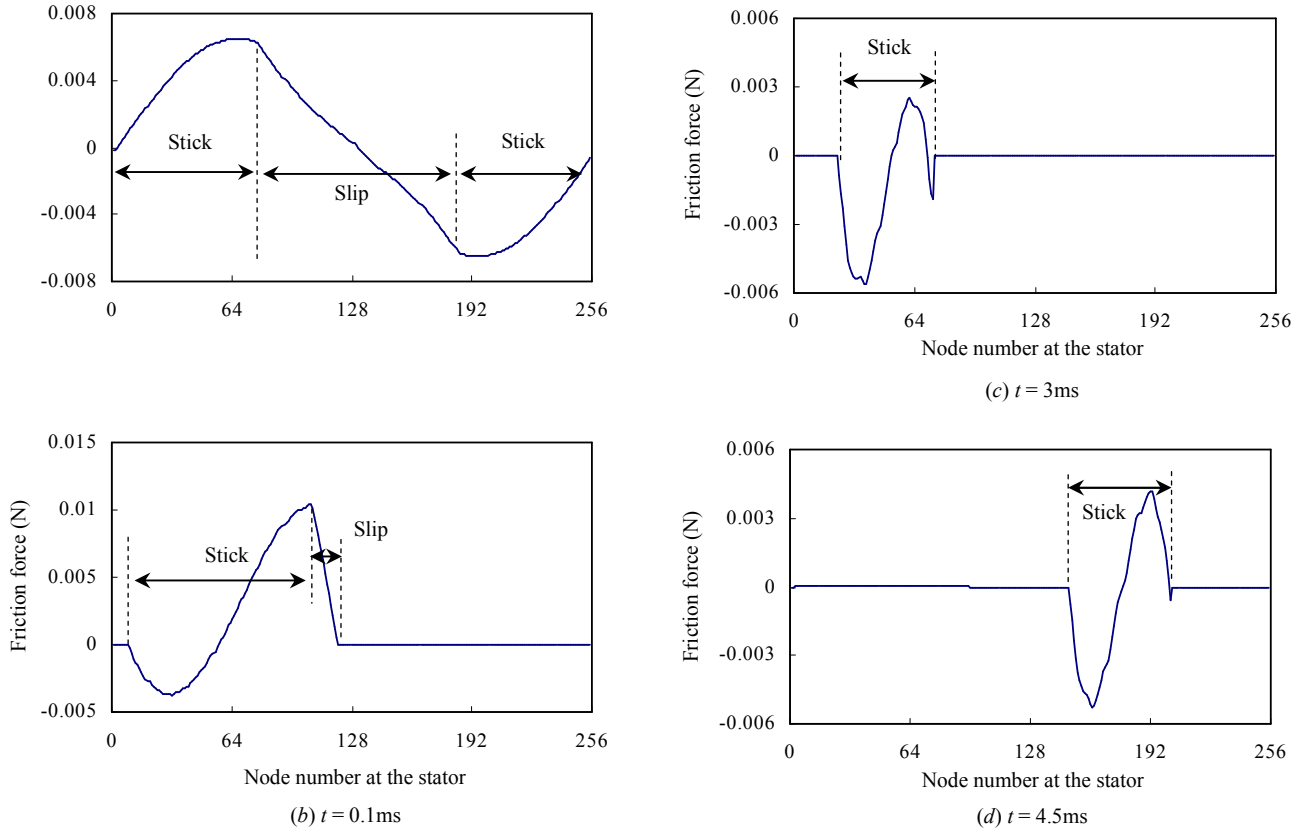 0.008
0.004
0
-0.004
-0.008
Stick
Slip
Stick
0
64
128
192
256
Friction force (N)
0.006
0.003
0
-0.003
-0.006
Stick
0
64
128
192
256
Node number at the stator
(c) t = 3ms
Friction force (N)
0.015
0.01
0.005
0
-0.005
Stick
Slip
0
64
128
192
256
Node number at the stator
(b) t = 0.1ms
Friction force (N)
0.006
0.003
0
-0.003
-0.006
Stick
0
64
128
192
256
Node number at the stator
(d) t = 4.5ms